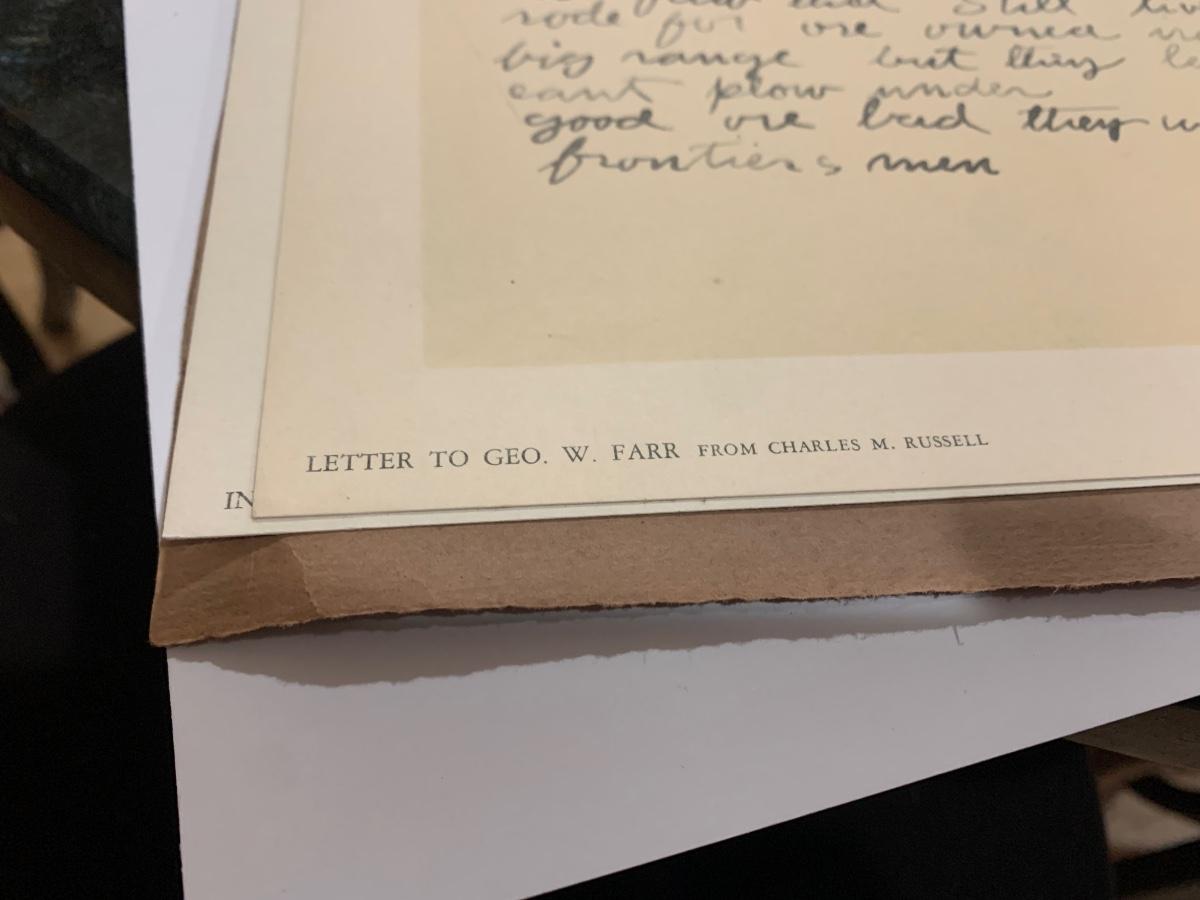 still
rode for ore owned
big range but they
cant plow under
good ore bad they
frontiers men
LETTER TO GEO. W. FARR FROM CHARLES M. RUSSELL
IN